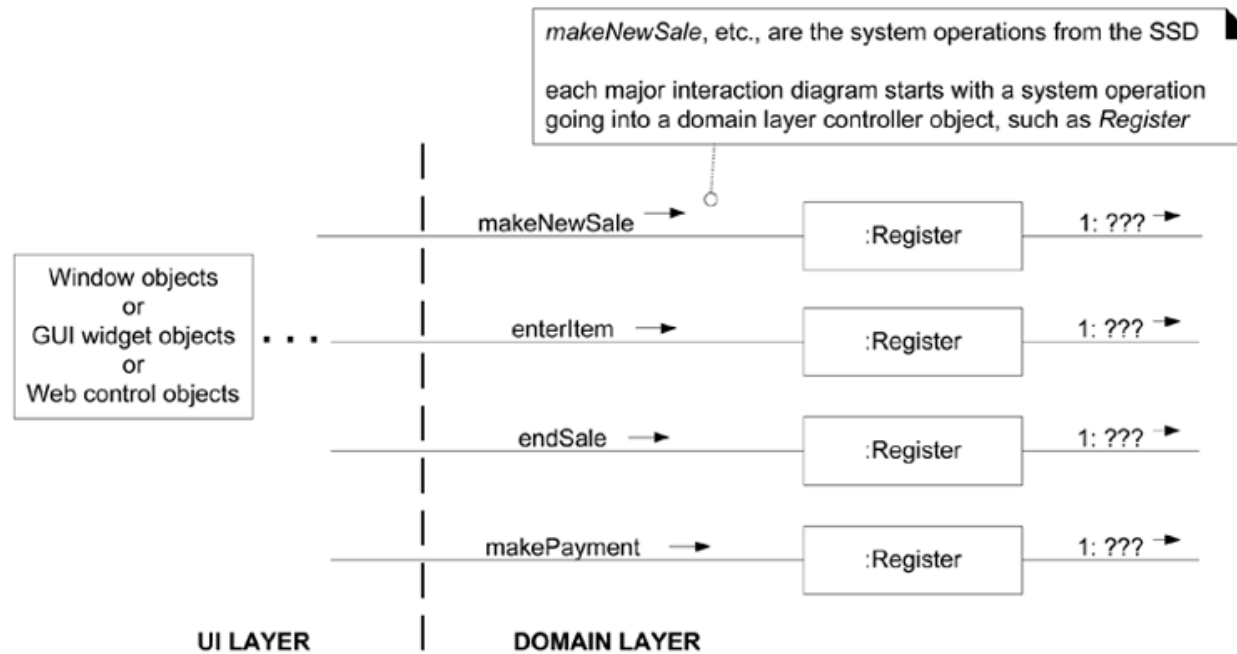 makeNewSale, etc., are the system operations from the SSD
each major interaction diagram starts with a system operation
going into a domain layer controller object, such as Register
makeNewSale
:Register
1: ???
Window objects
or
GUI widget objects
or
Web control objects
. . .
enterItem
:Register
1: ???
endSale
:Register
1: ???
makePayment
:Register
1: ???
UI LAYER
DOMAIN LAYER